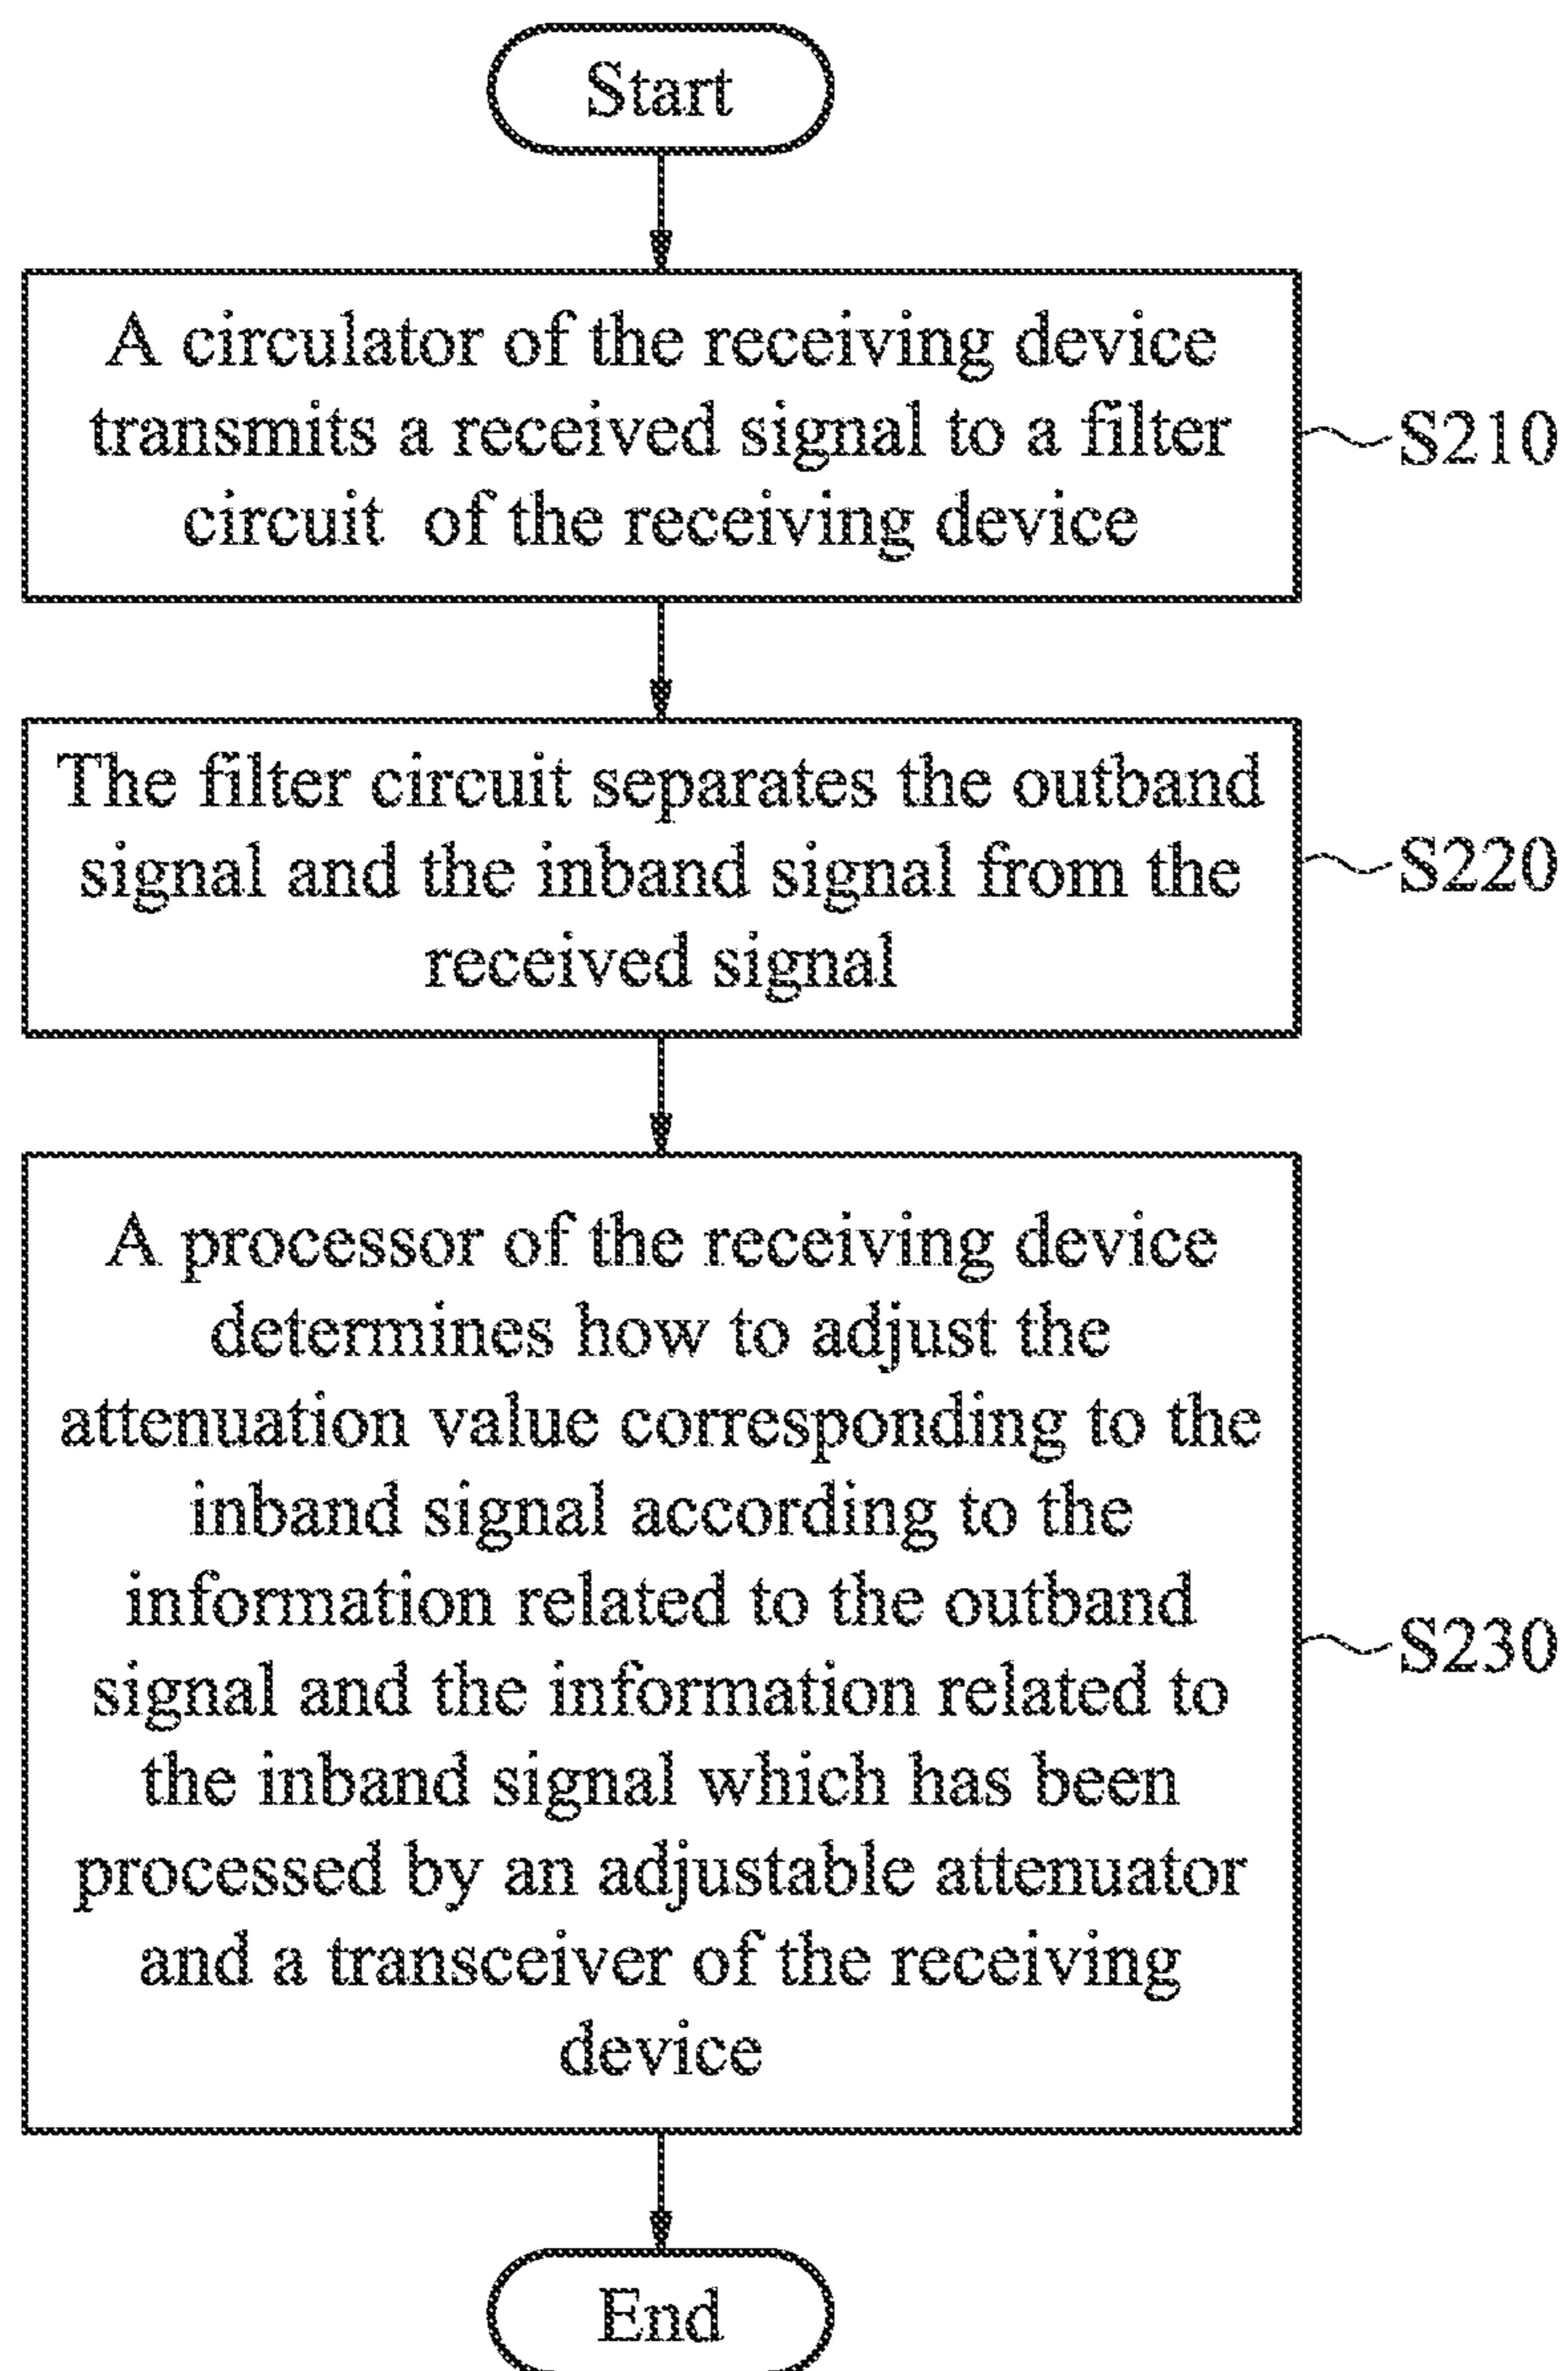 Start
A circulator of the receiving device
transmits a received signal to a filter
circuit  of the receiving device
S210
The filter circuit separates the outband
signal and the inband signal from the
received signal
S220
A processor of the receiving device
determines how to adjust the
attenuation value corresponding to the
inband signal according to the
information related to the outband
signal and the information related to
the inband signal which has been
processed by an adjustable attenuator
and a transceiver of the receiving
device
S230
End